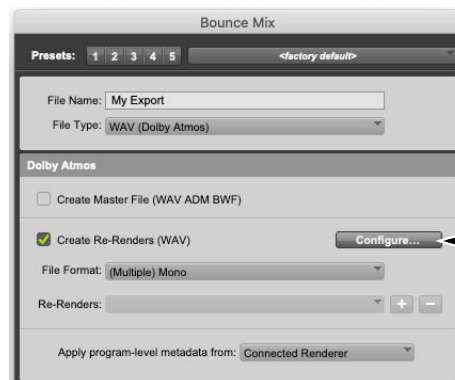 Bounce Mix
Presets: 1 2 3 4 5 <factory default>
File Name: My Export
File Type: WAV (Dolby Atmos)
Dolby Atmos
Create Master File (WAV ADM BWF)
Create Re-Renders (WAV) Configure...
File Format: (Multiple) Mono
Re-Renders: + −
Apply program-level metadata from: Connected Renderer